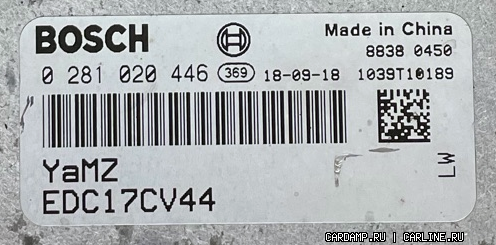 BOSCH
Made in China
8838 0450
0 281 020 446 369 18-09-18 1039T10189
YaMZ
EDC17CV44
LW
CARDAMP.RU | CARLINE.RU